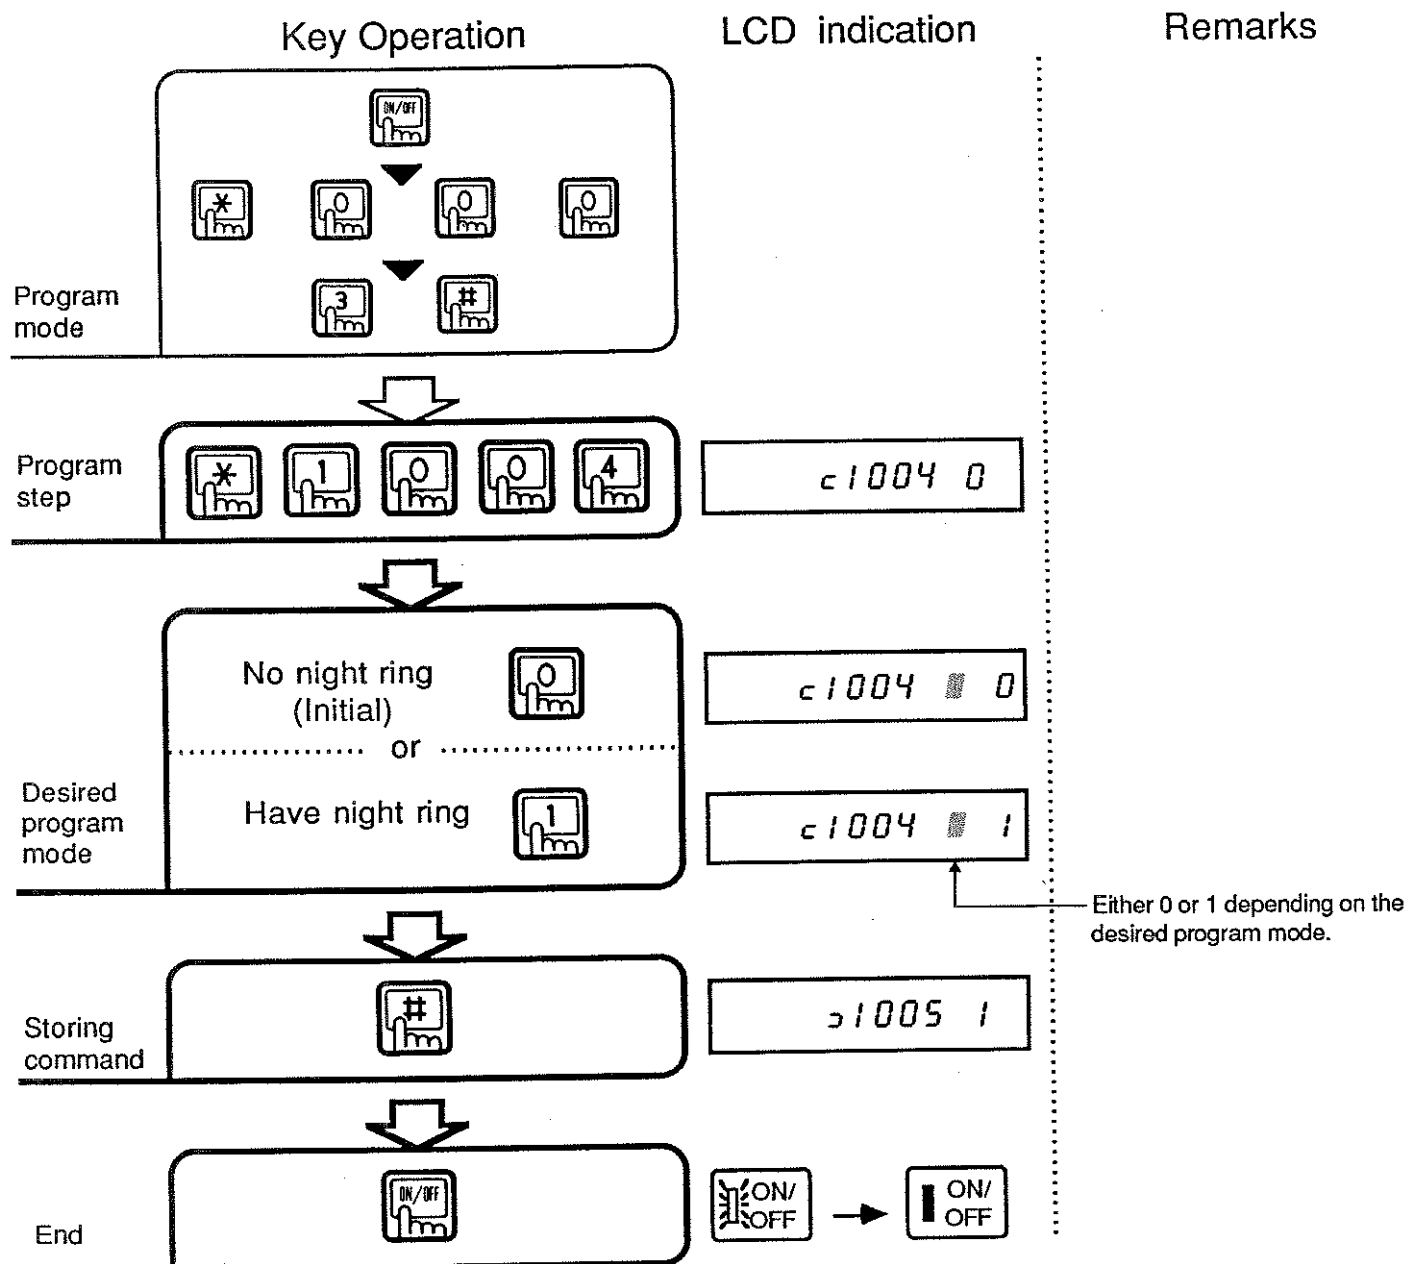 Key Operation LCD indication Remarks
ON/OFF
* 0 0 0
3 #
Program
mode
Program
step
* 1 0 0 4
c1004 0
No night ring
(Initial)
0
c1004 0
or
Have night ring
1
c1004 1
Desired
program
mode
Either 0 or 1 depending on the
desired program mode.
Storing
command
#
ɔ1005 1
End
ON/OFF
ON/
OFF
ON/
OFF